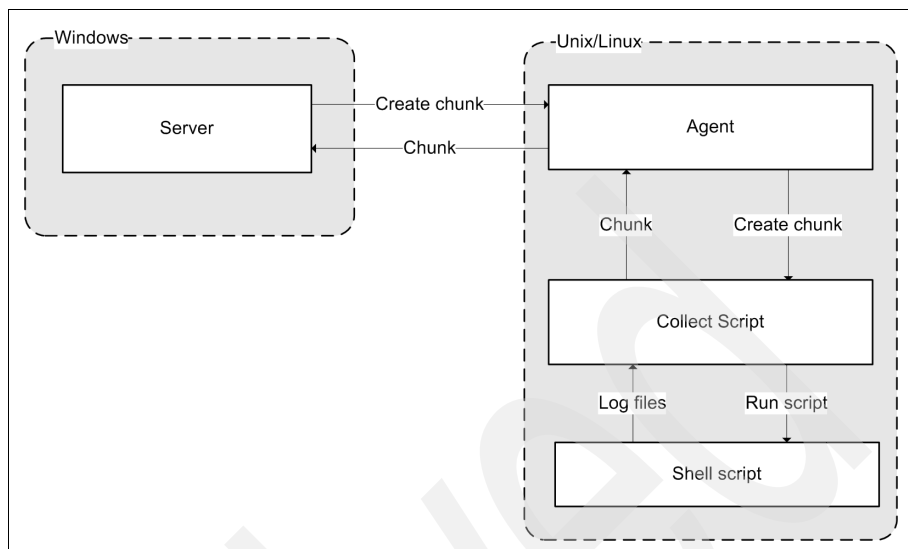 Windows
Unix/Linux
Server
Create chunk
Chunk
Agent
Chunk
Create chunk
Collect Script
Log files
Run script
Shell script